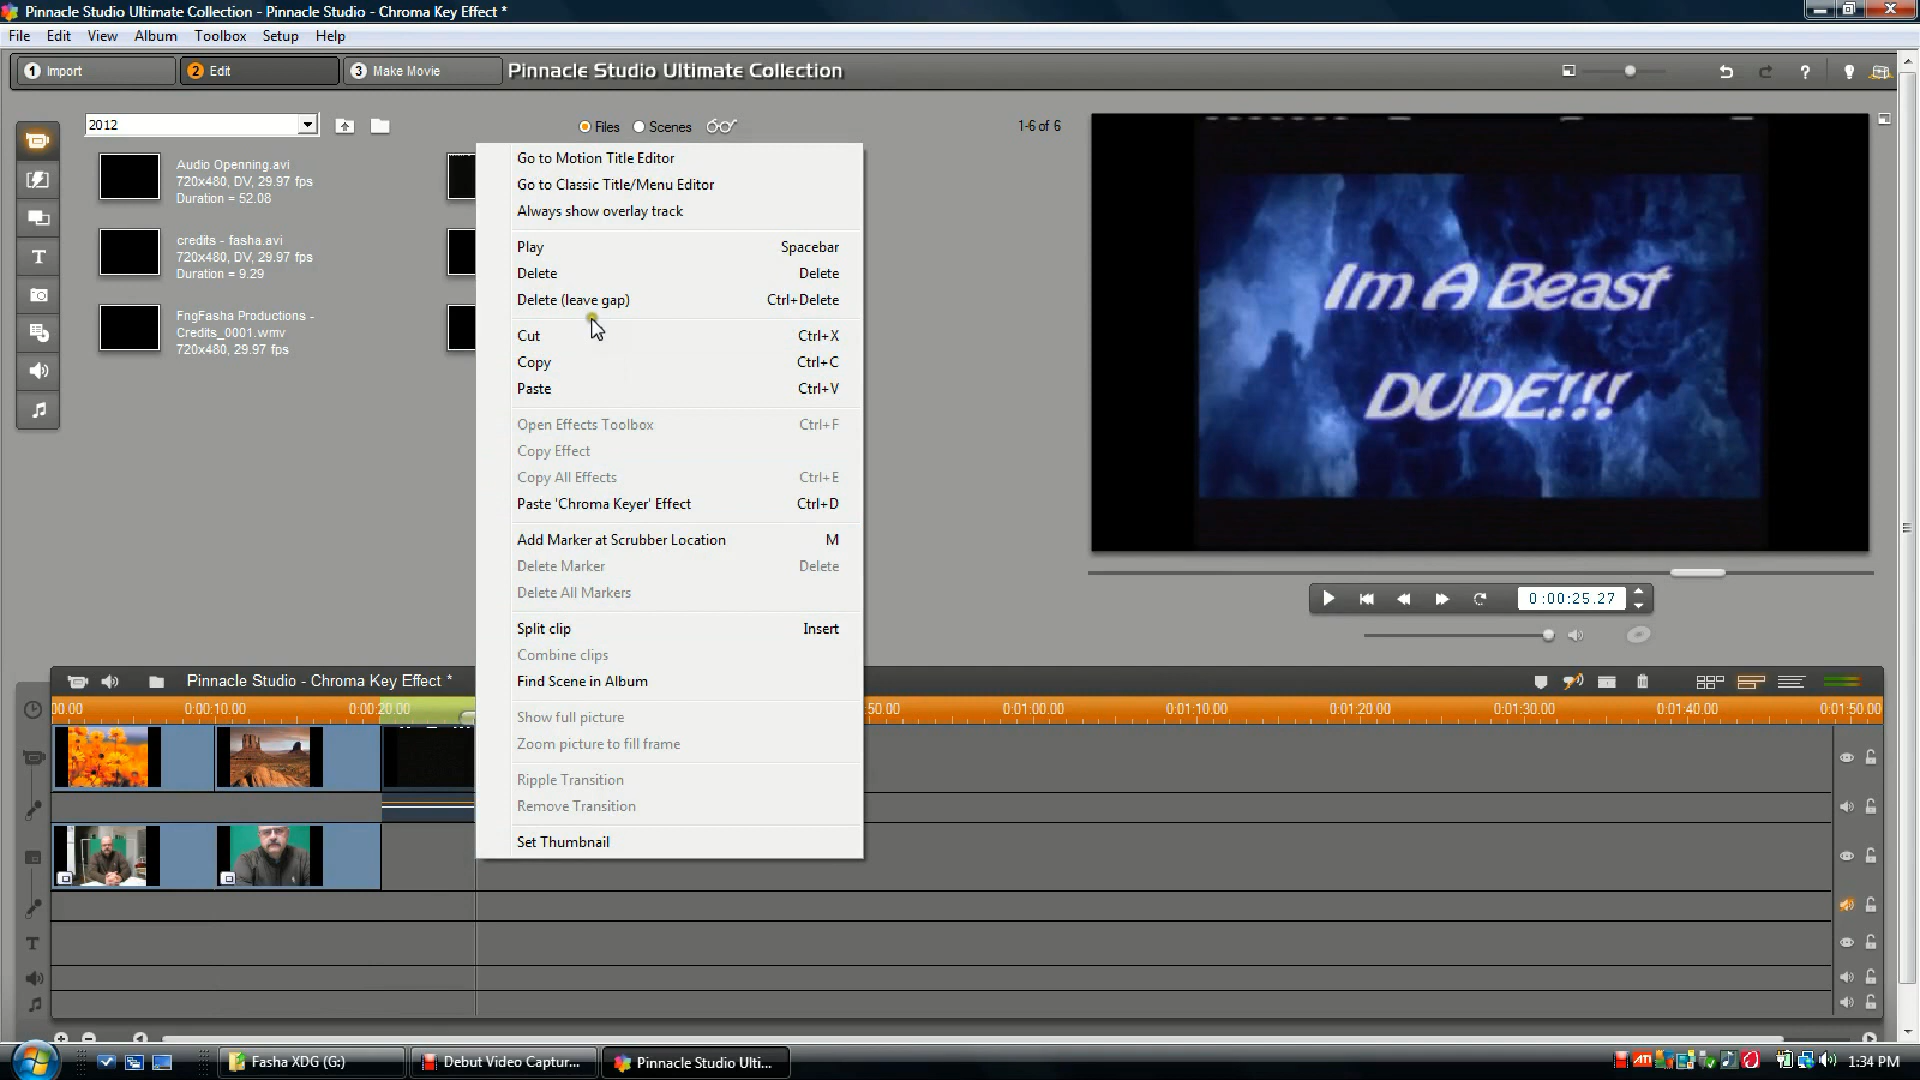 Pinnacle Studio Ultimate Collection - Pinnacle Studio - Chroma Key Effect *
File Edit View Album Toolbox Setup Help
1 Import 2 Edit 3 Make Movie Pinnacle Studio Ultimate Collection
2012 Files Scenes 1-6 of 6
Audio Openning.avi
720x480, DV, 29.97 fps
Duration = 52.08
credits - fasha.avi
720x480, DV, 29.97 fps
Duration = 9.29
FngFasha Productions -
Credits_0001.wmv
720x480, 29.97 fps
Go to Motion Title Editor
Go to Classic Title/Menu Editor
Always show overlay track
Play Spacebar
Delete Delete
Delete (leave gap) Ctrl+Delete
Cut Ctrl+X
Copy Ctrl+C
Paste Ctrl+V
Open Effects Toolbox Ctrl+F
Copy Effect
Copy All Effects Ctrl+E
Paste 'Chroma Keyer' Effect Ctrl+D
Add Marker at Scrubber Location M
Delete Marker Delete
Delete All Markers
Split clip Insert
Combine clips
Find Scene in Album
Show full picture
Zoom picture to fill frame
Ripple Transition
Remove Transition
Set Thumbnail
Im A Beast
DUDE!!!
0:00:25.27
Pinnacle Studio - Chroma Key Effect *
00.00 0:00:10.00 0:00:20.00 50.00 0:01:00.00 0:01:10.00 0:01:20.00 0:01:30.00 0:01:40.00 0:01:50.00
Fasha XDG (G:) Debut Video Captur... Pinnacle Studio Ulti... ATI 1:34 PM